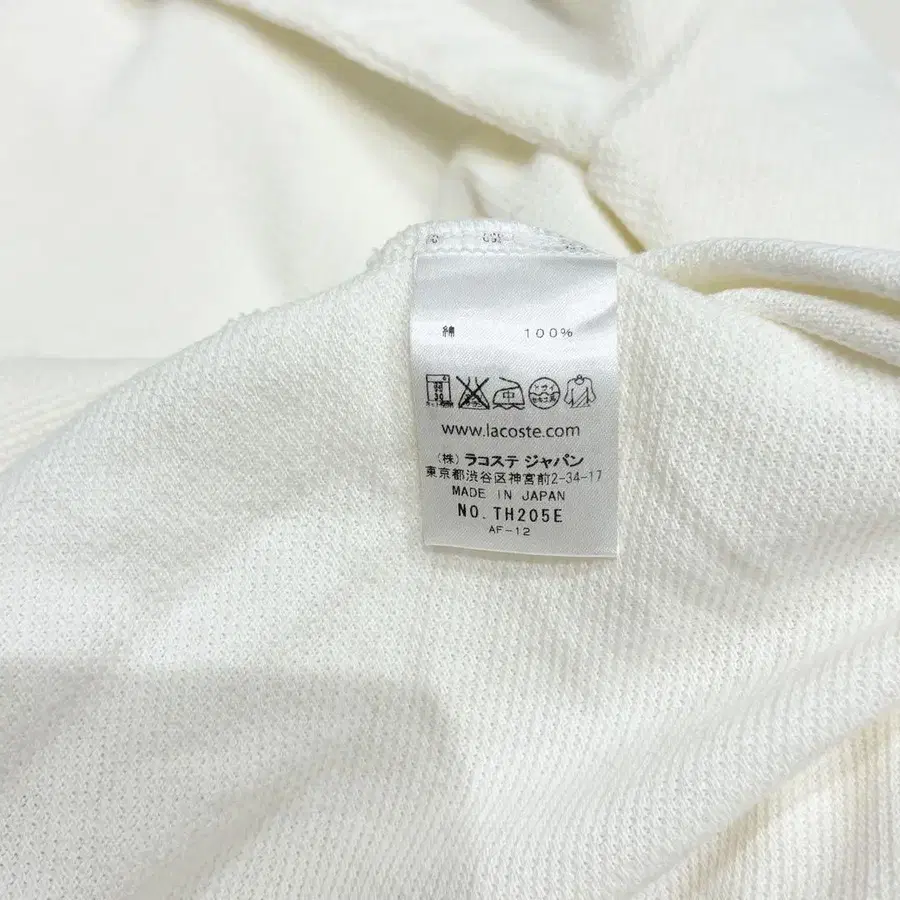 綿 100%
中
www.lacoste.com
(株) ラコステ ジャパン
東京都渋谷区神宮前2-34-17
MADE IN JAPAN
NO. TH205E
AF-12